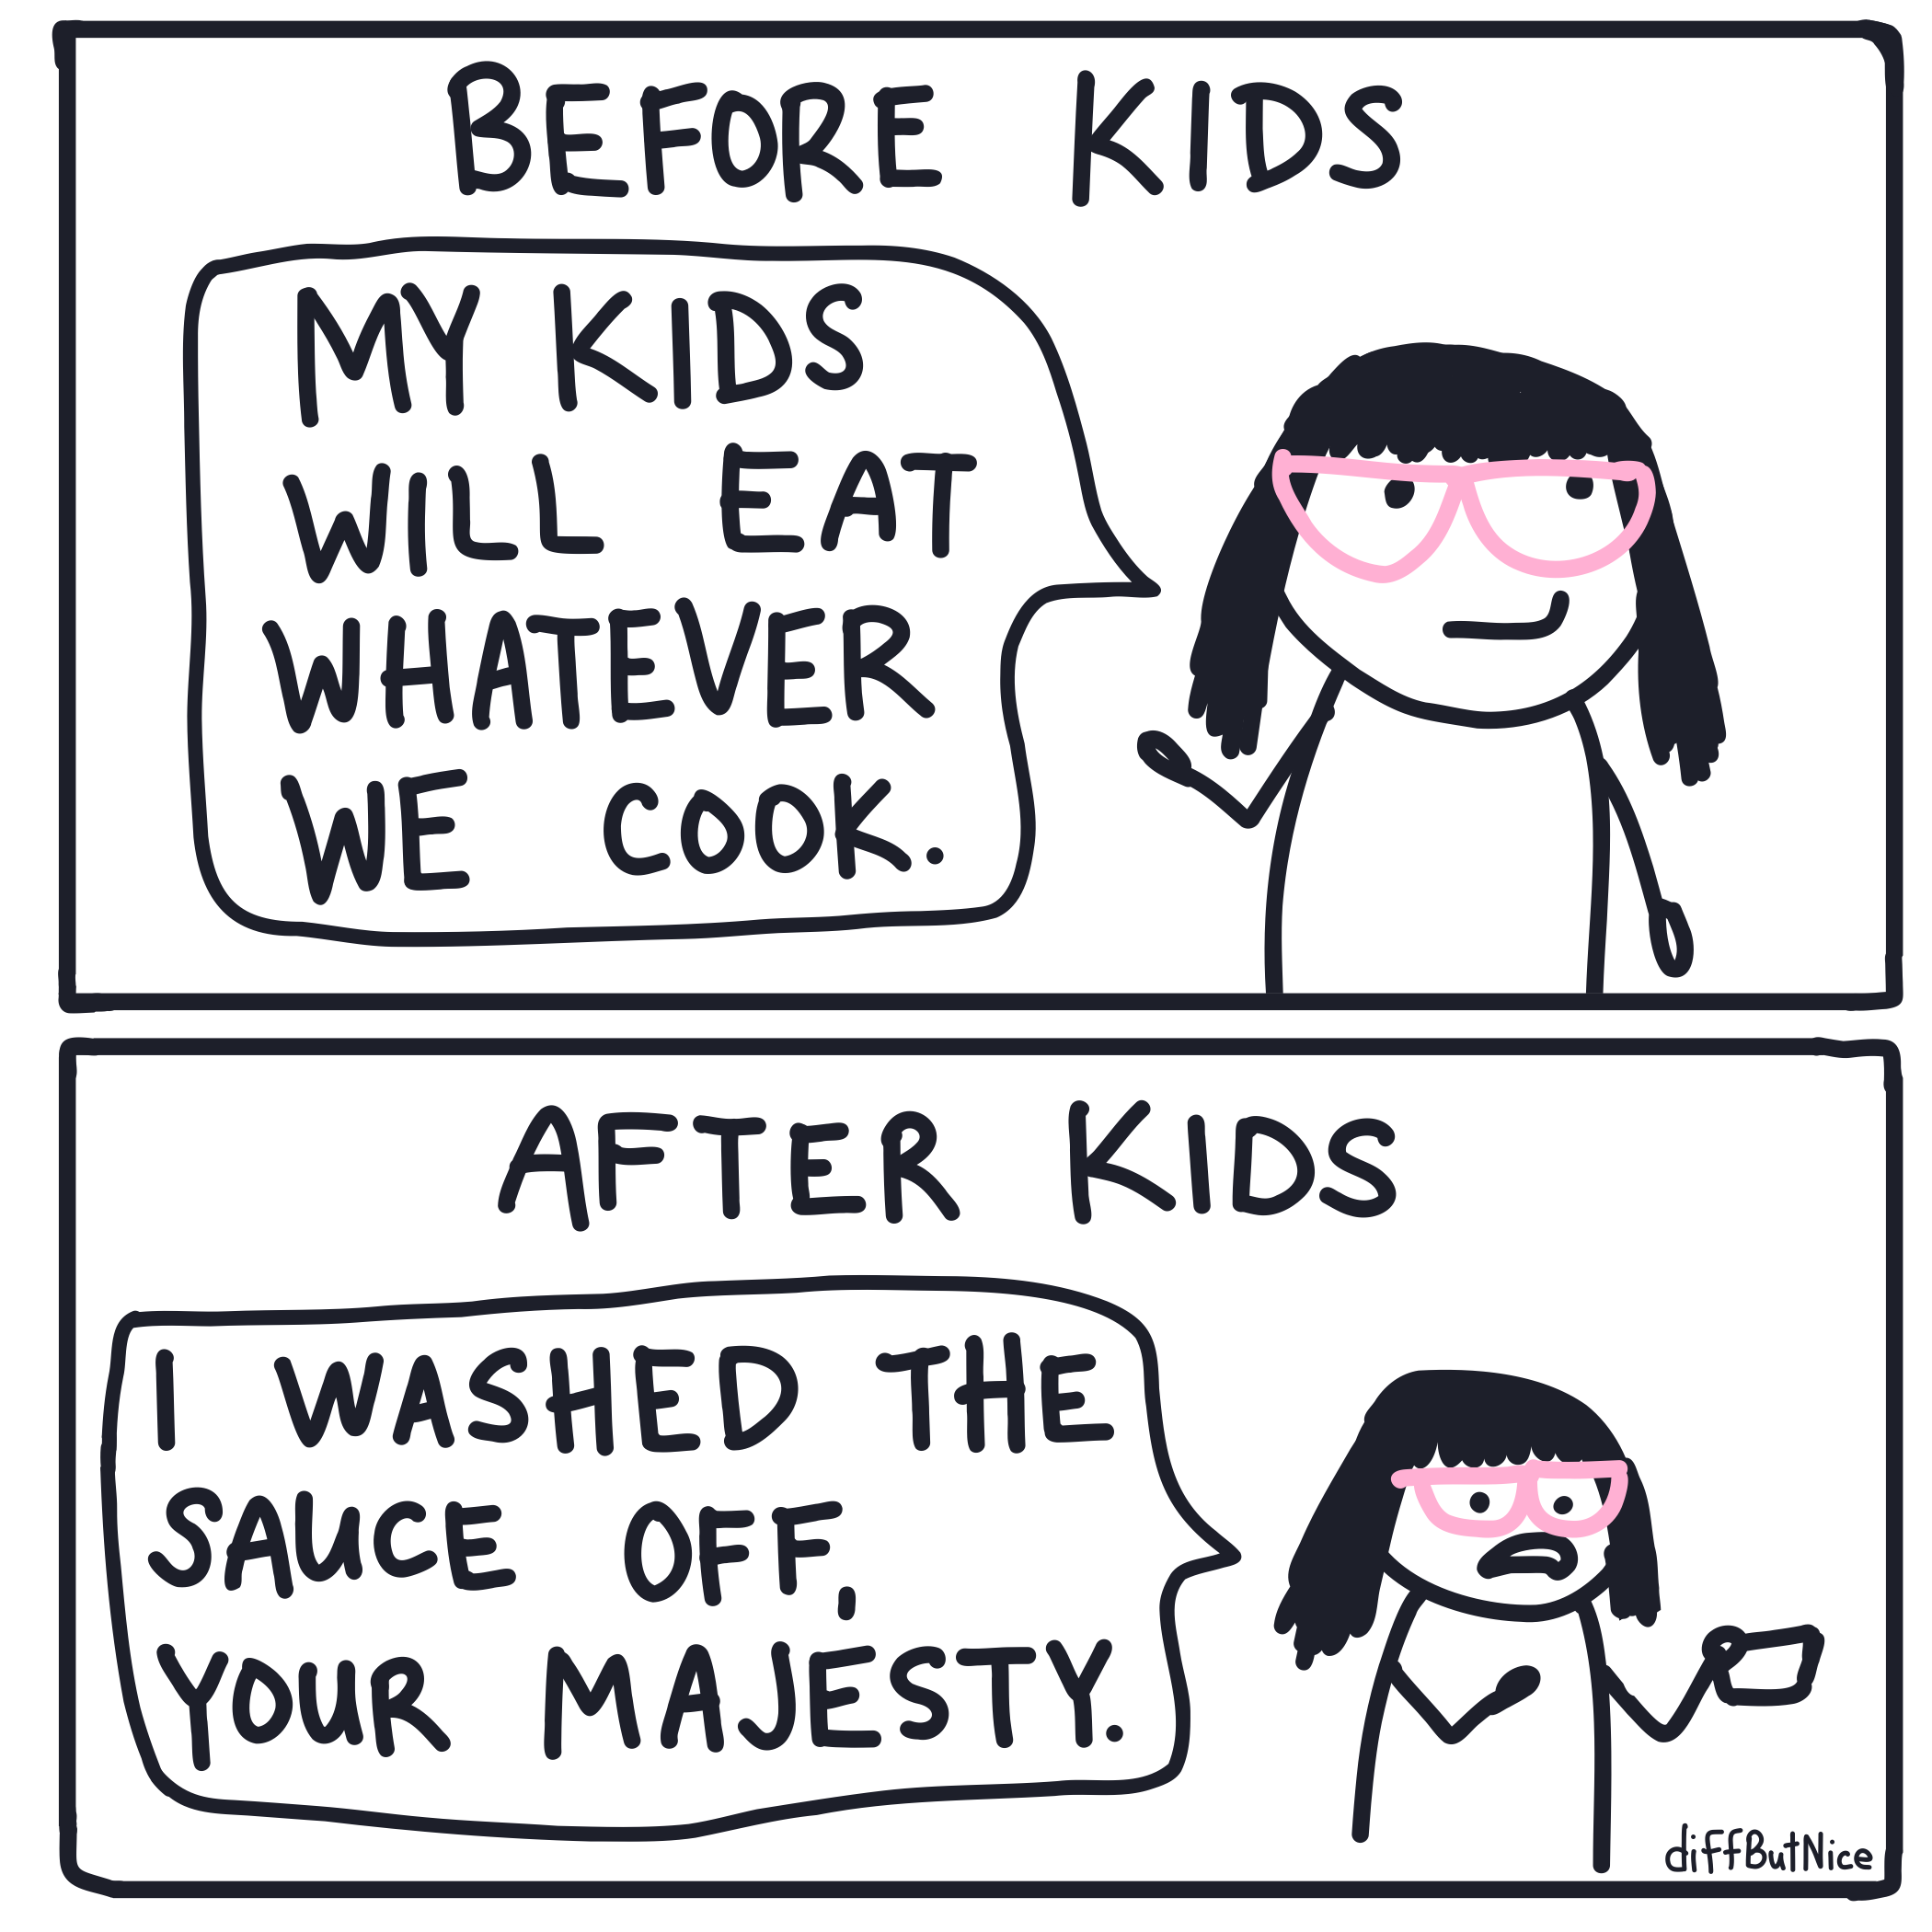 BEFORE KIDS
MY KIDS
WILL EAT
WHATEVER
WE COOK.
AFTER KIDS
I WASHED THE
SAUCE OFF,
YOUR MAJESTY.
diffButNice